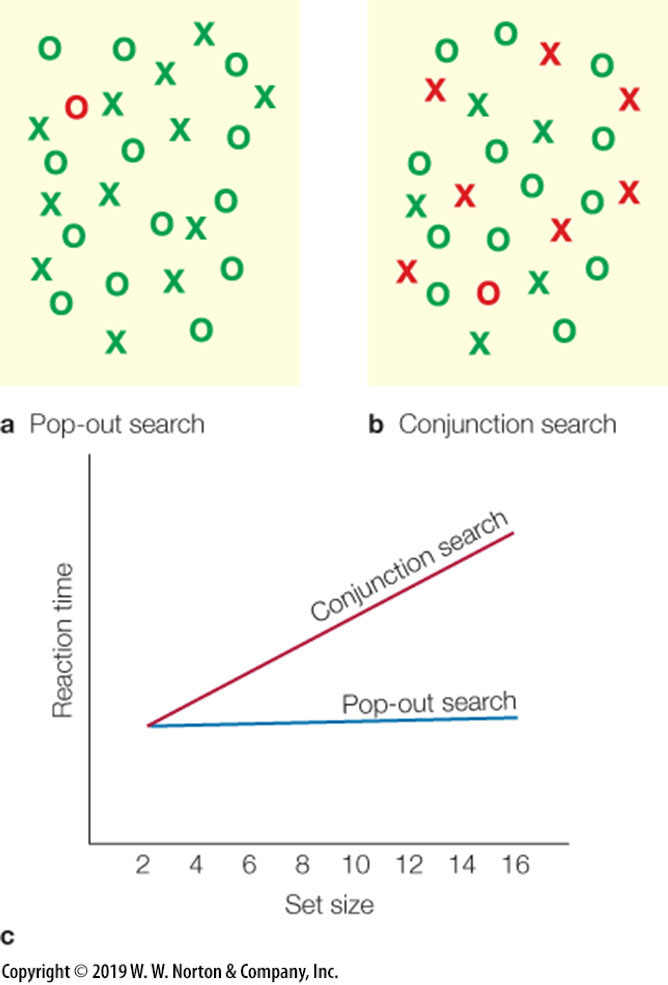 O O X O X O X X
O X X X O O O
O X X O X O O X
X O X O O X O
O X X O O X X
O X O O X O
X O X O O X O
O O X X O O X O
X O X O
a Pop-out search b Conjunction search
Reaction time
Conjunction search
Pop-out search
2 4 6 8 10 12 14 16
Set size
c
Copyright © 2019 W. W. Norton & Company, Inc.